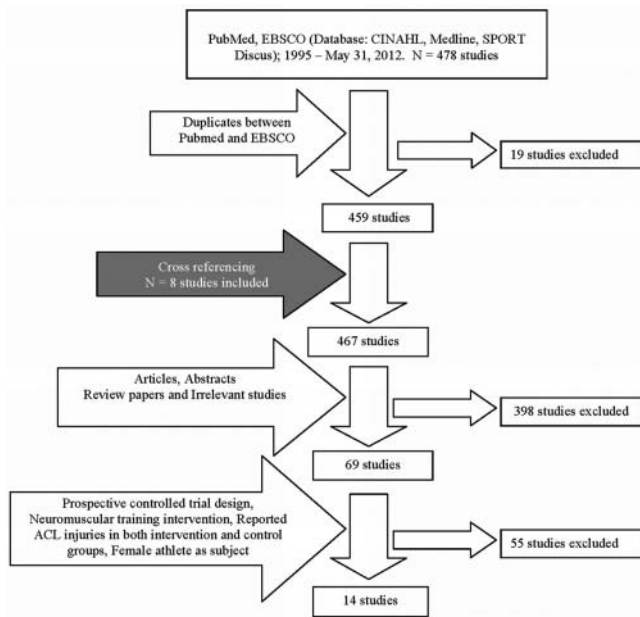 PubMed, EBSCO (Database: CINAHL, Medline, SPORT
Discus); 1995 – May 31, 2012. N = 478 studies
Duplicates between
Pubmed and EBSCO
19 studies excluded
459 studies
Cross referencing
N = 8 studies included
467 studies
Articles, Abstracts
Review papers and Irrelevant studies
398 studies excluded
69 studies
Prospective controlled trial design,
Neuromuscular training intervention, Reported
ACL injuries in both intervention and control
groups, Female athlete as subject
55 studies excluded
14 studies